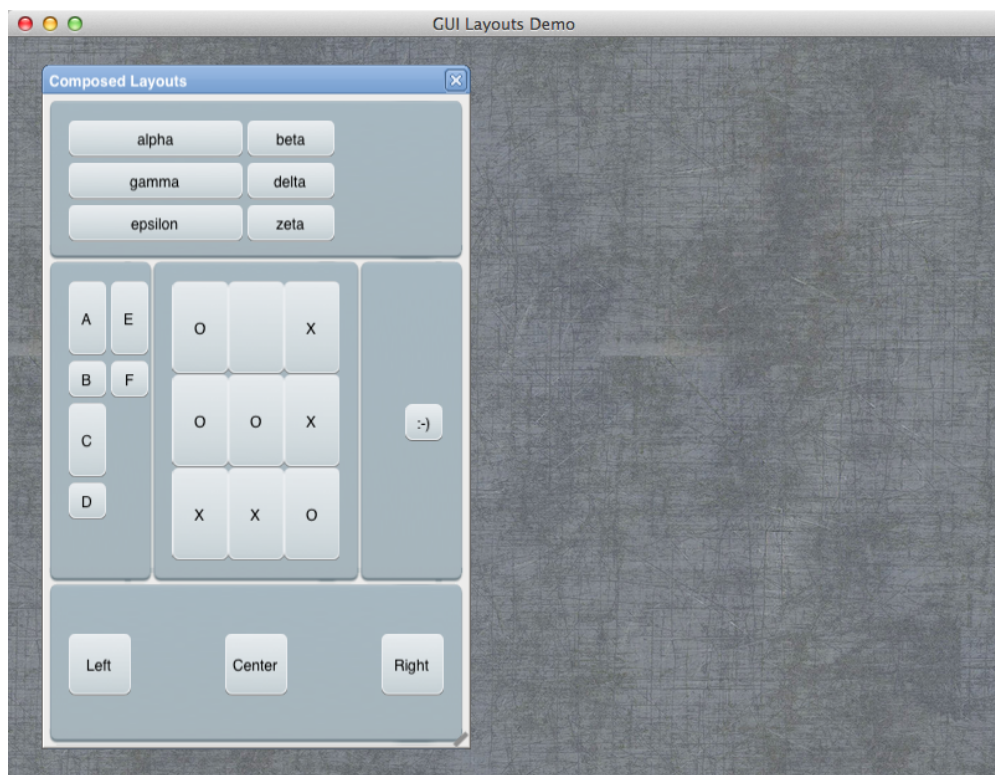 GUI Layouts Demo
Composed Layouts
alpha beta
gamma delta
epsilon zeta
A E
B F
C
D
O X
O O X
X X O
:-)
Left Center Right